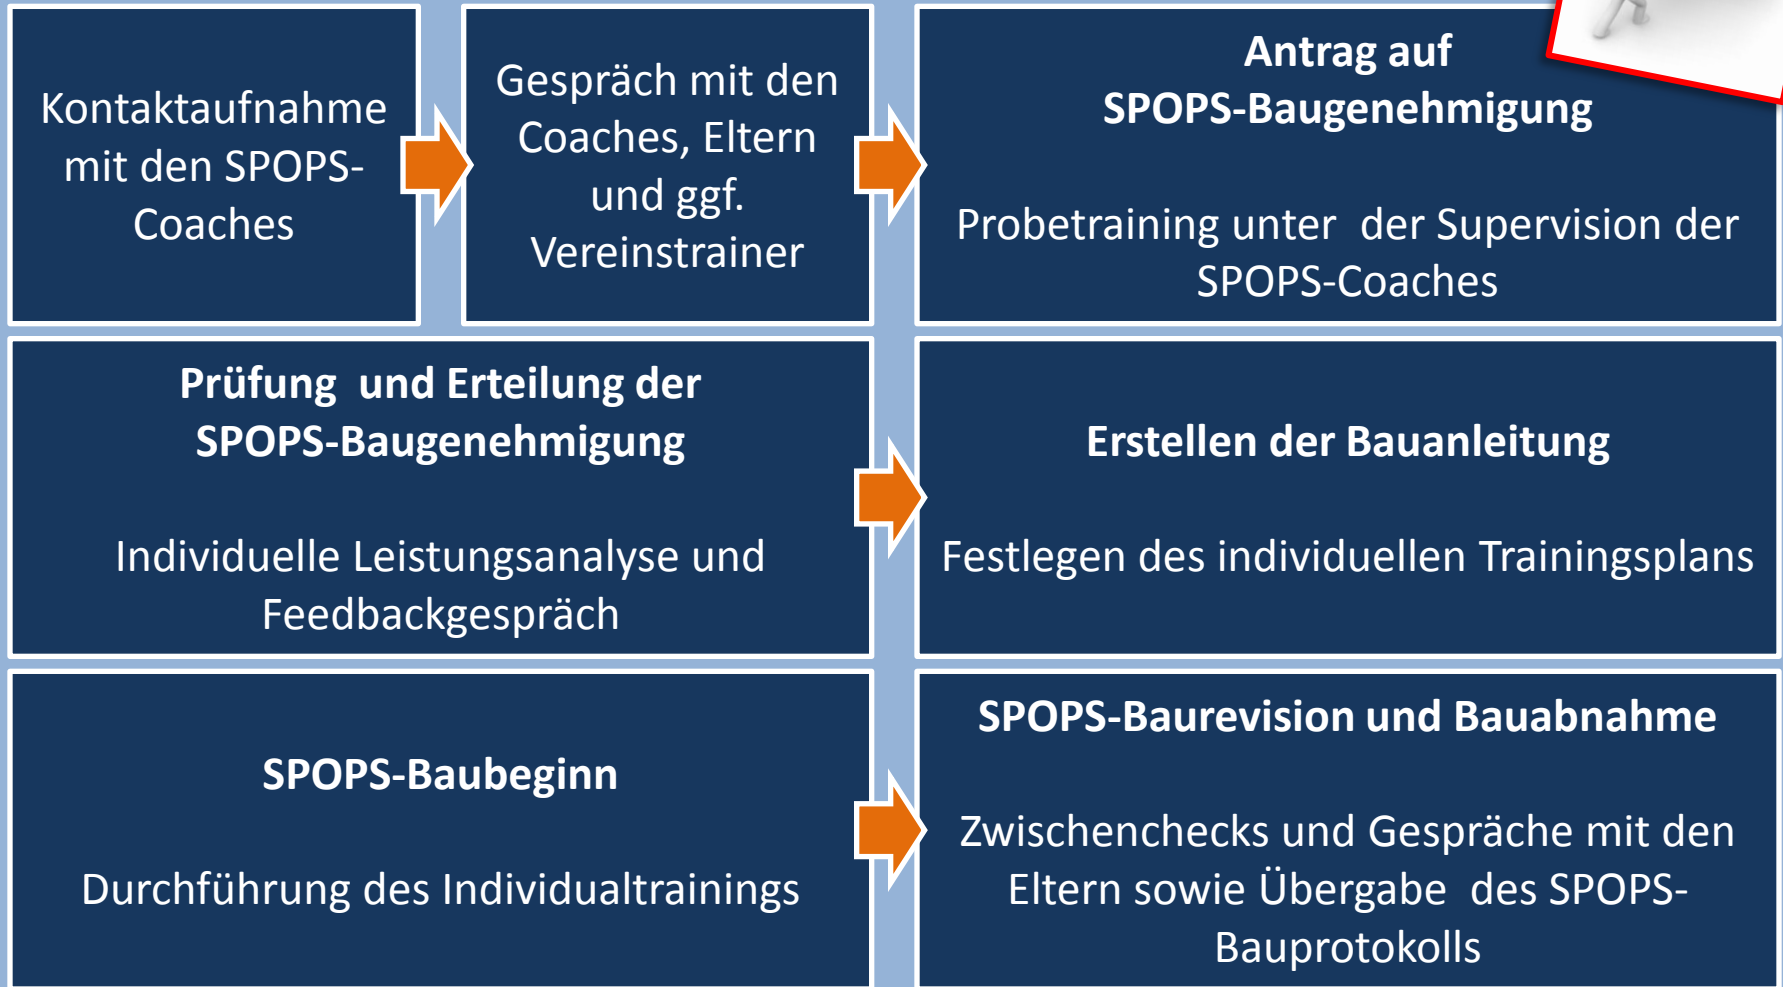 Kontaktaufnahme
mit den SPOPS-
Coaches
Gespräch mit den
Coaches, Eltern
und ggf.
Vereinstrainer
Antrag auf
SPOPS-Baugenehmigung
Probetraining unter  der Supervision der
SPOPS-Coaches
Prüfung  und Erteilung der
SPOPS-Baugenehmigung
Individuelle Leistungsanalyse und
Feedbackgespräch
Erstellen der Bauanleitung
Festlegen des individuellen Trainingsplans
SPOPS-Baubeginn
Durchführung des Individualtrainings
SPOPS-Baurevision und Bauabnahme
Zwischenchecks und Gespräche mit den
Eltern sowie Übergabe  des SPOPS-
Bauprotokolls